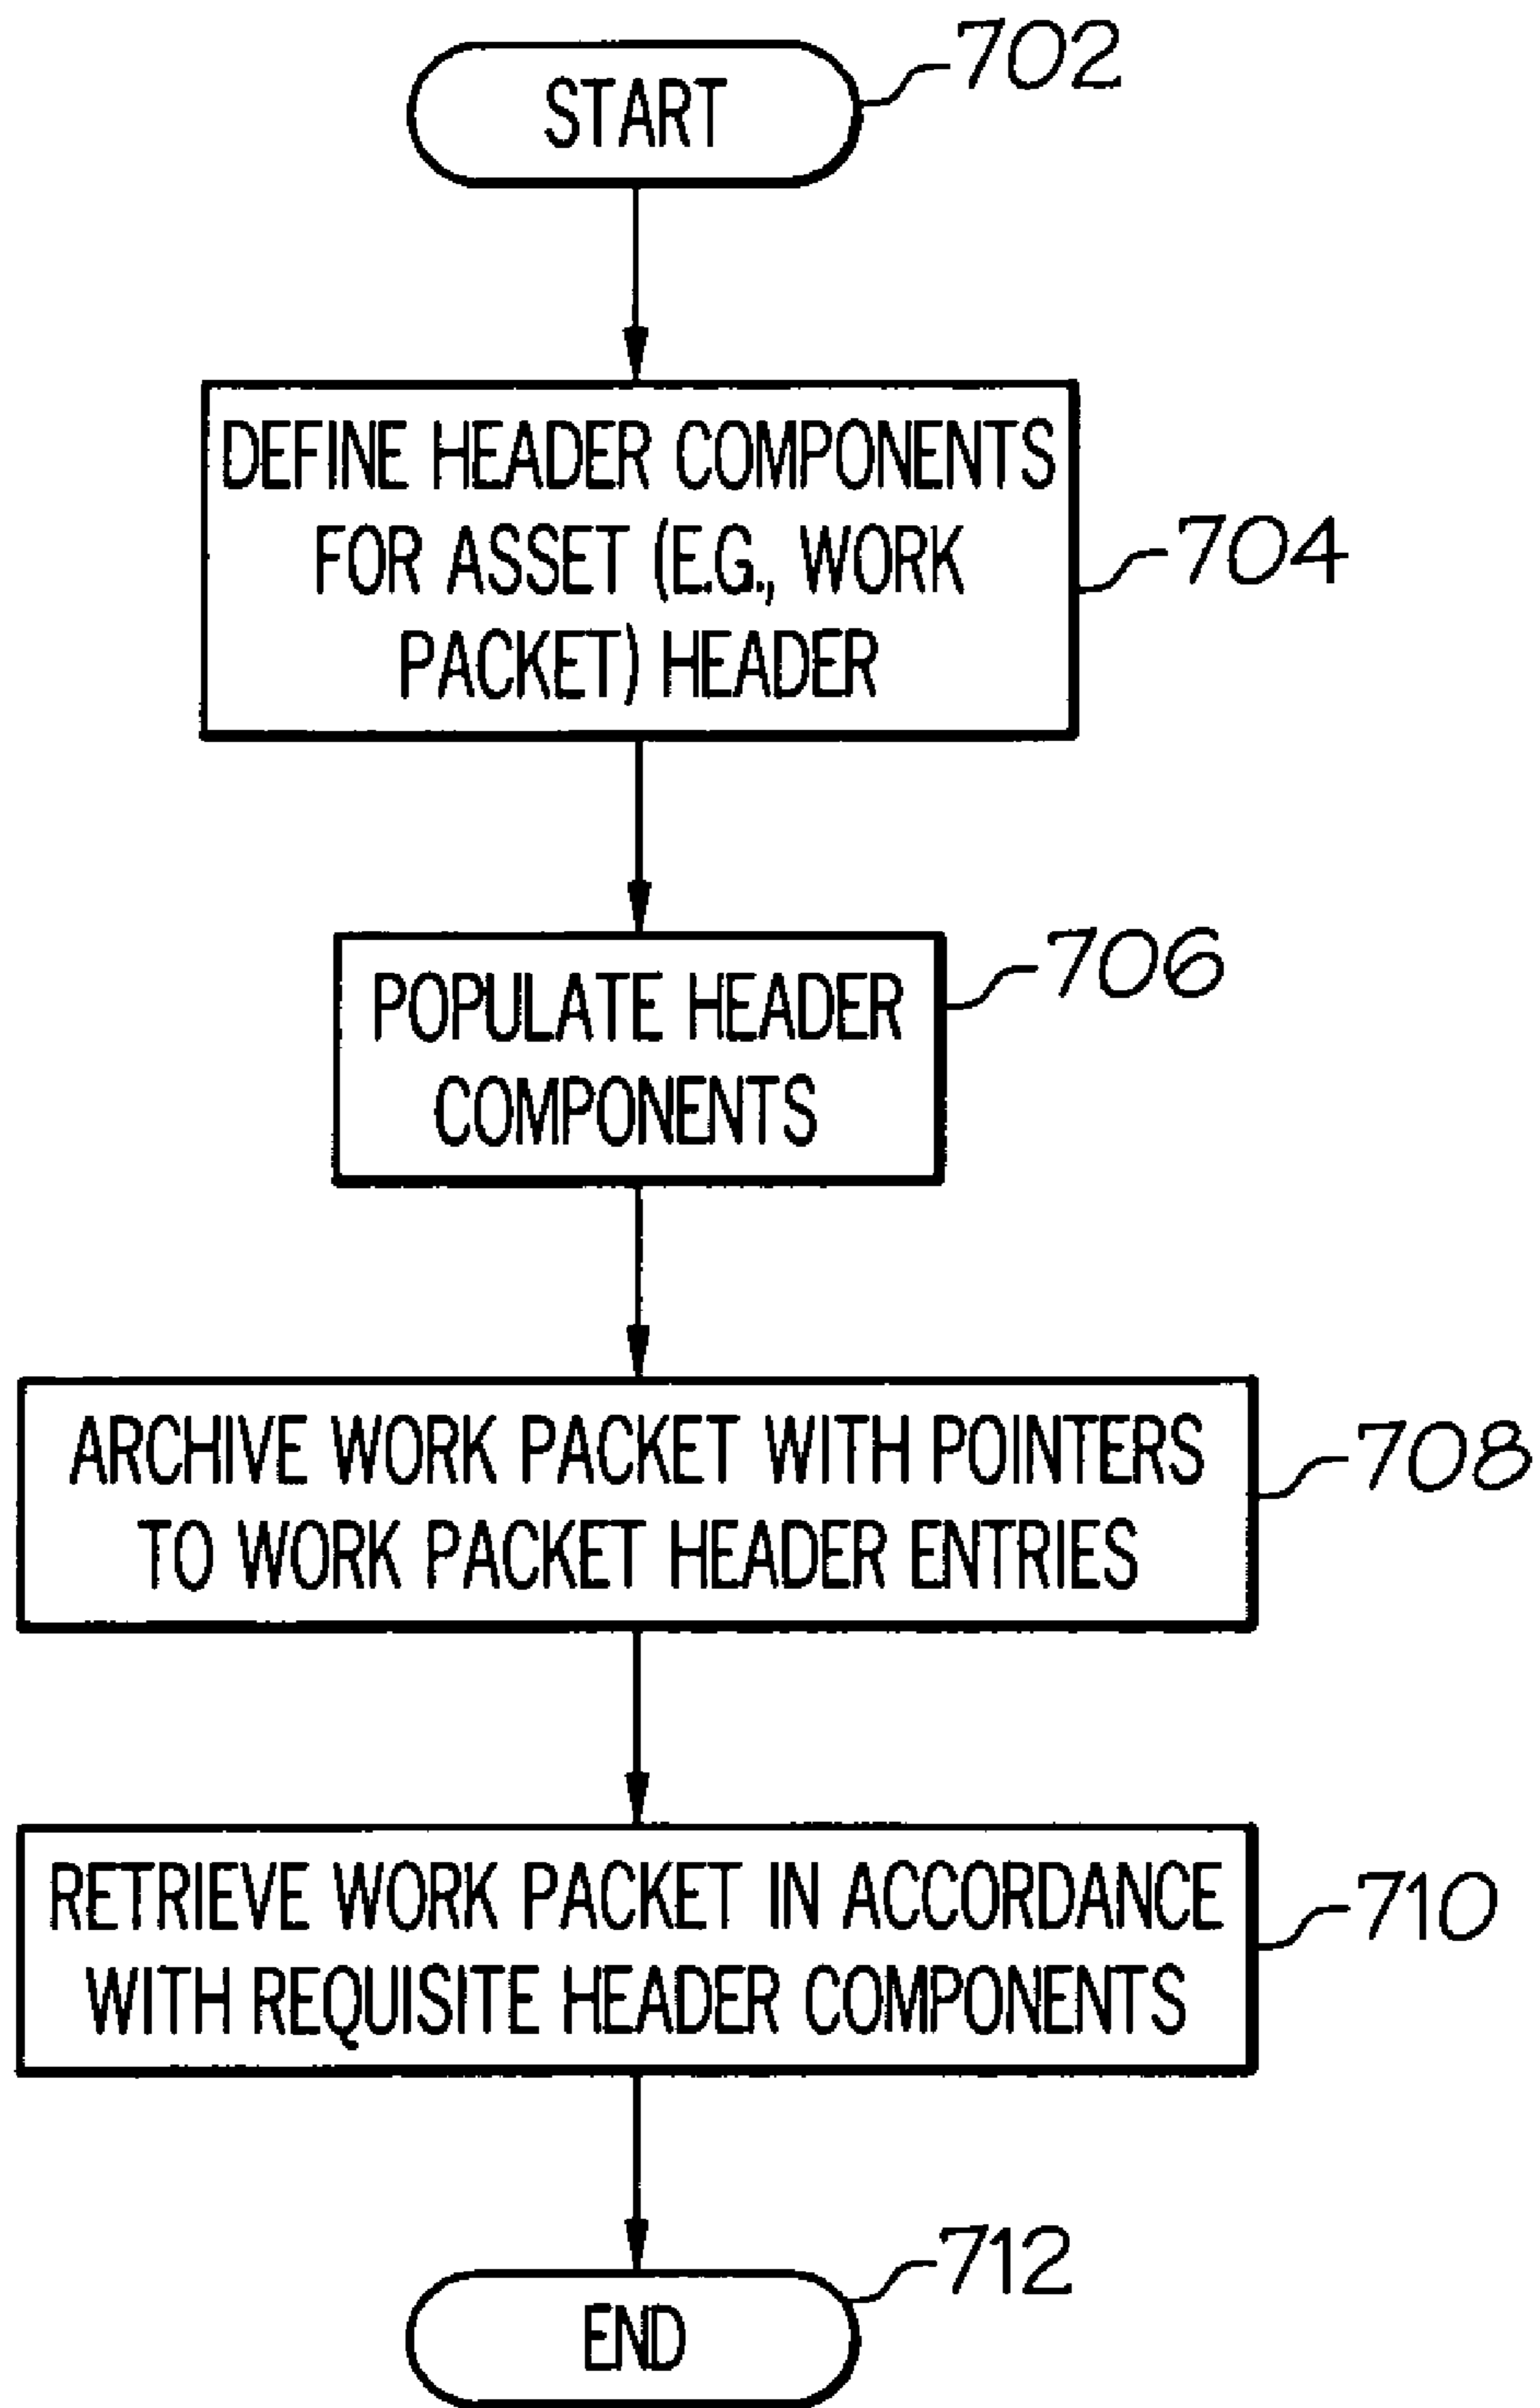 START
702
DEFINE HEADER COMPONENTS
FOR ASSET (E.G., WORK
PACKET) HEADER
704
POPULATE HEADER
COMPONENTS
706
ARCHIVE WORK PACKET WITH POINTERS
TO WORK PACKET HEADER ENTRIES
708
RETRIEVE WORK PACKET IN ACCORDANCE
WITH REQUISITE HEADER COMPONENTS
710
END
712